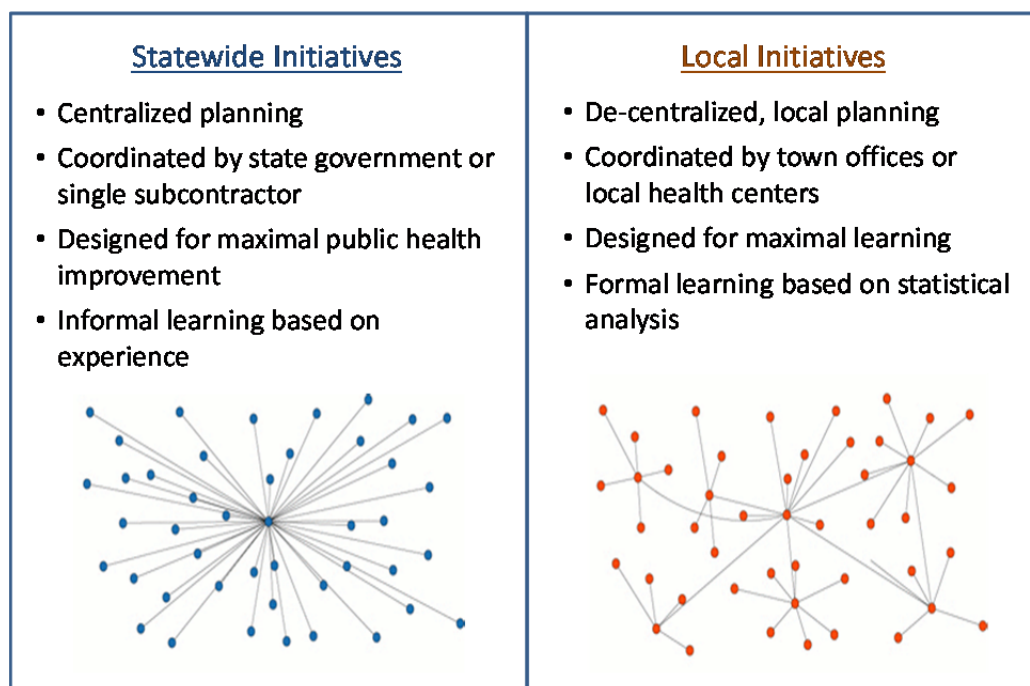 Statewide Initiatives
• Centralized planning
• Coordinated by state government or
single subcontractor
• Designed for maximal public health
improvement
• Informal learning based on
experience
Local Initiatives
• De-centralized, local planning
• Coordinated by town offices or
local health centers
• Designed for maximal learning
• Formal learning based on statistical
analysis